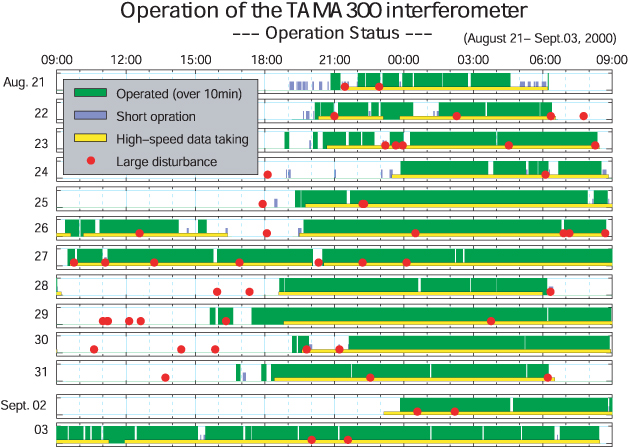 Operation of the TAMA 300 interferometer
--- Operation Status ---
(August 21– Sept.03, 2000)
09:00 12:00 15:00 18:00 21:00 00:00 03:00 06:00 09:00
Aug. 21
Operated (over 10min)
Short opration
High–speed data taking
Large disturbance
22
23
24
25
26
27
28
29
30
31
Sept. 02
03